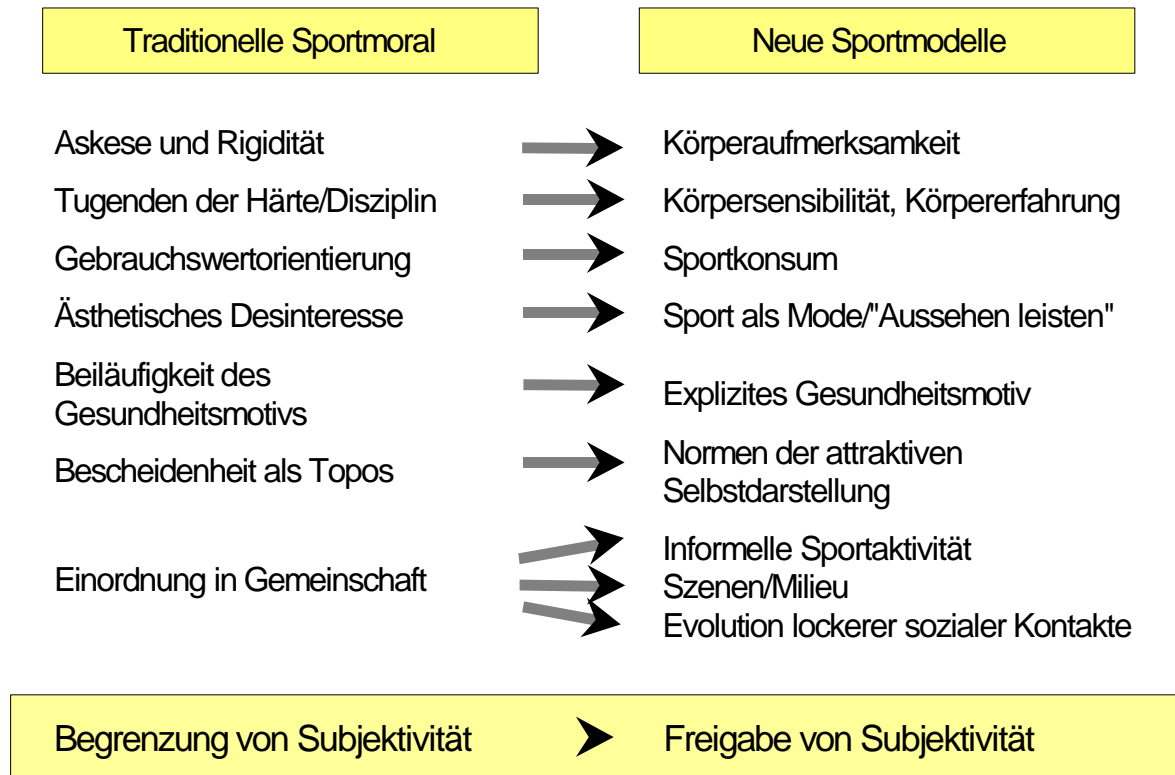 Traditionelle Sportmoral
Neue Sportmodelle
Askese und Rigidität
Körperaufmerksamkeit
Tugenden der Härte/Disziplin
Körpersensibilität, Körpererfahrung
Gebrauchswertorientierung
Sportkonsum
Ästhetisches Desinteresse
Sport als Mode/"Aussehen leisten"
Beiläufigkeit des
Gesundheitsmotivs
Explizites Gesundheitsmotiv
Bescheidenheit als Topos
Normen der attraktiven
Selbstdarstellung
Einordnung in Gemeinschaft
Informelle Sportaktivität
Szenen/Milieu
Evolution lockerer sozialer Kontakte
Begrenzung von Subjektivität
Freigabe von Subjektivität